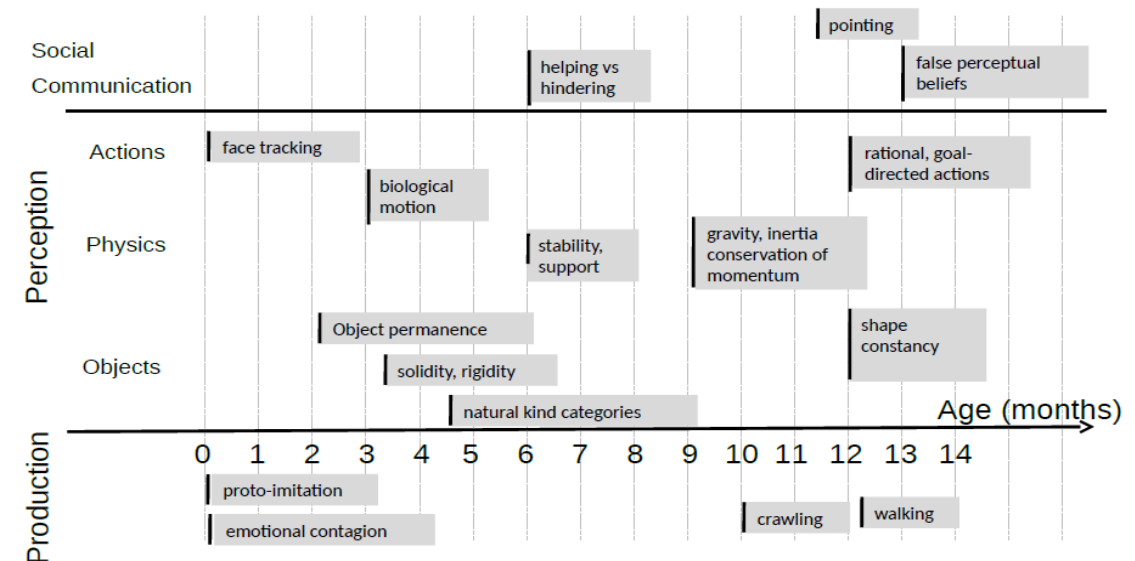 pointing
Social
Communication
helping vs
hindering
false perceptual
beliefs
Perception
Actions
face tracking
rational, goal-
directed actions
biological
motion
Physics
stability,
support
gravity, inertia
conservation of
momentum
Objects
Object permanence
shape
constancy
solidity, rigidity
natural kind categories
Age (months)
0 1 2 3 4 5 6 7 8 9 10 11 12 13 14
Production
proto-imitation
emotional contagion
crawling
walking